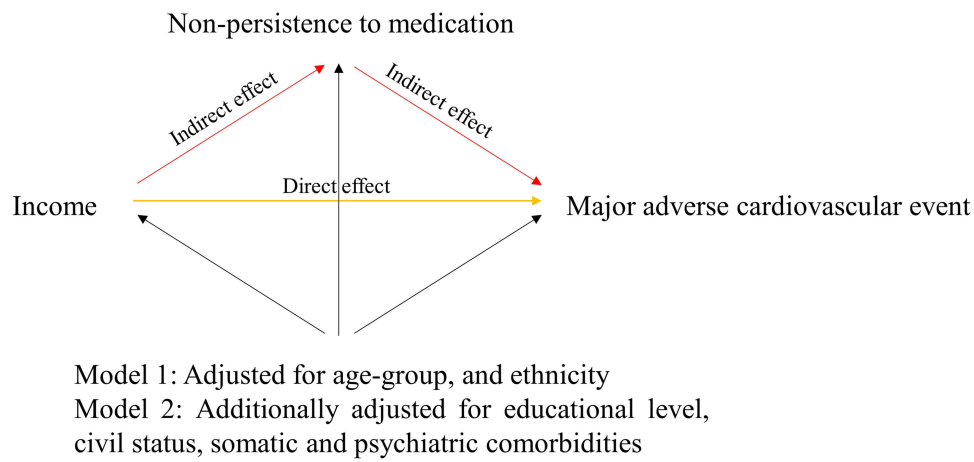 Non-persistence to medication
Indirect effect
Indirect effect
Direct effect
Income
Major adverse cardiovascular event
Model 1: Adjusted for age-group, and ethnicity
Model 2: Additionally adjusted for educational level,
civil status, somatic and psychiatric comorbidities